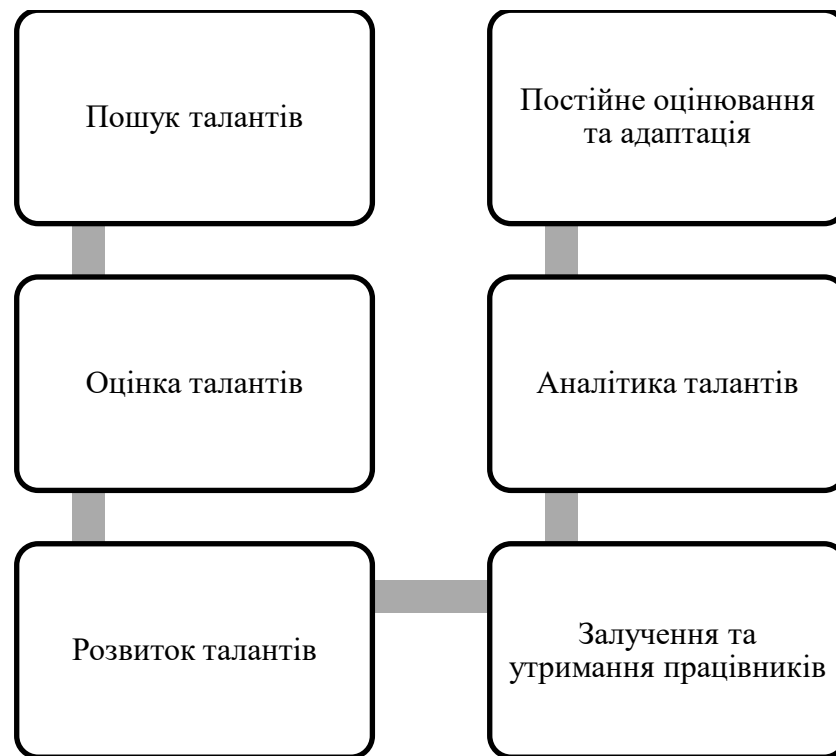 Пошук талантів
Оцінка талантів
Розвиток талантів
Залучення та
утримання працівників
Аналітика талантів
Постійне оцінювання
та адаптація